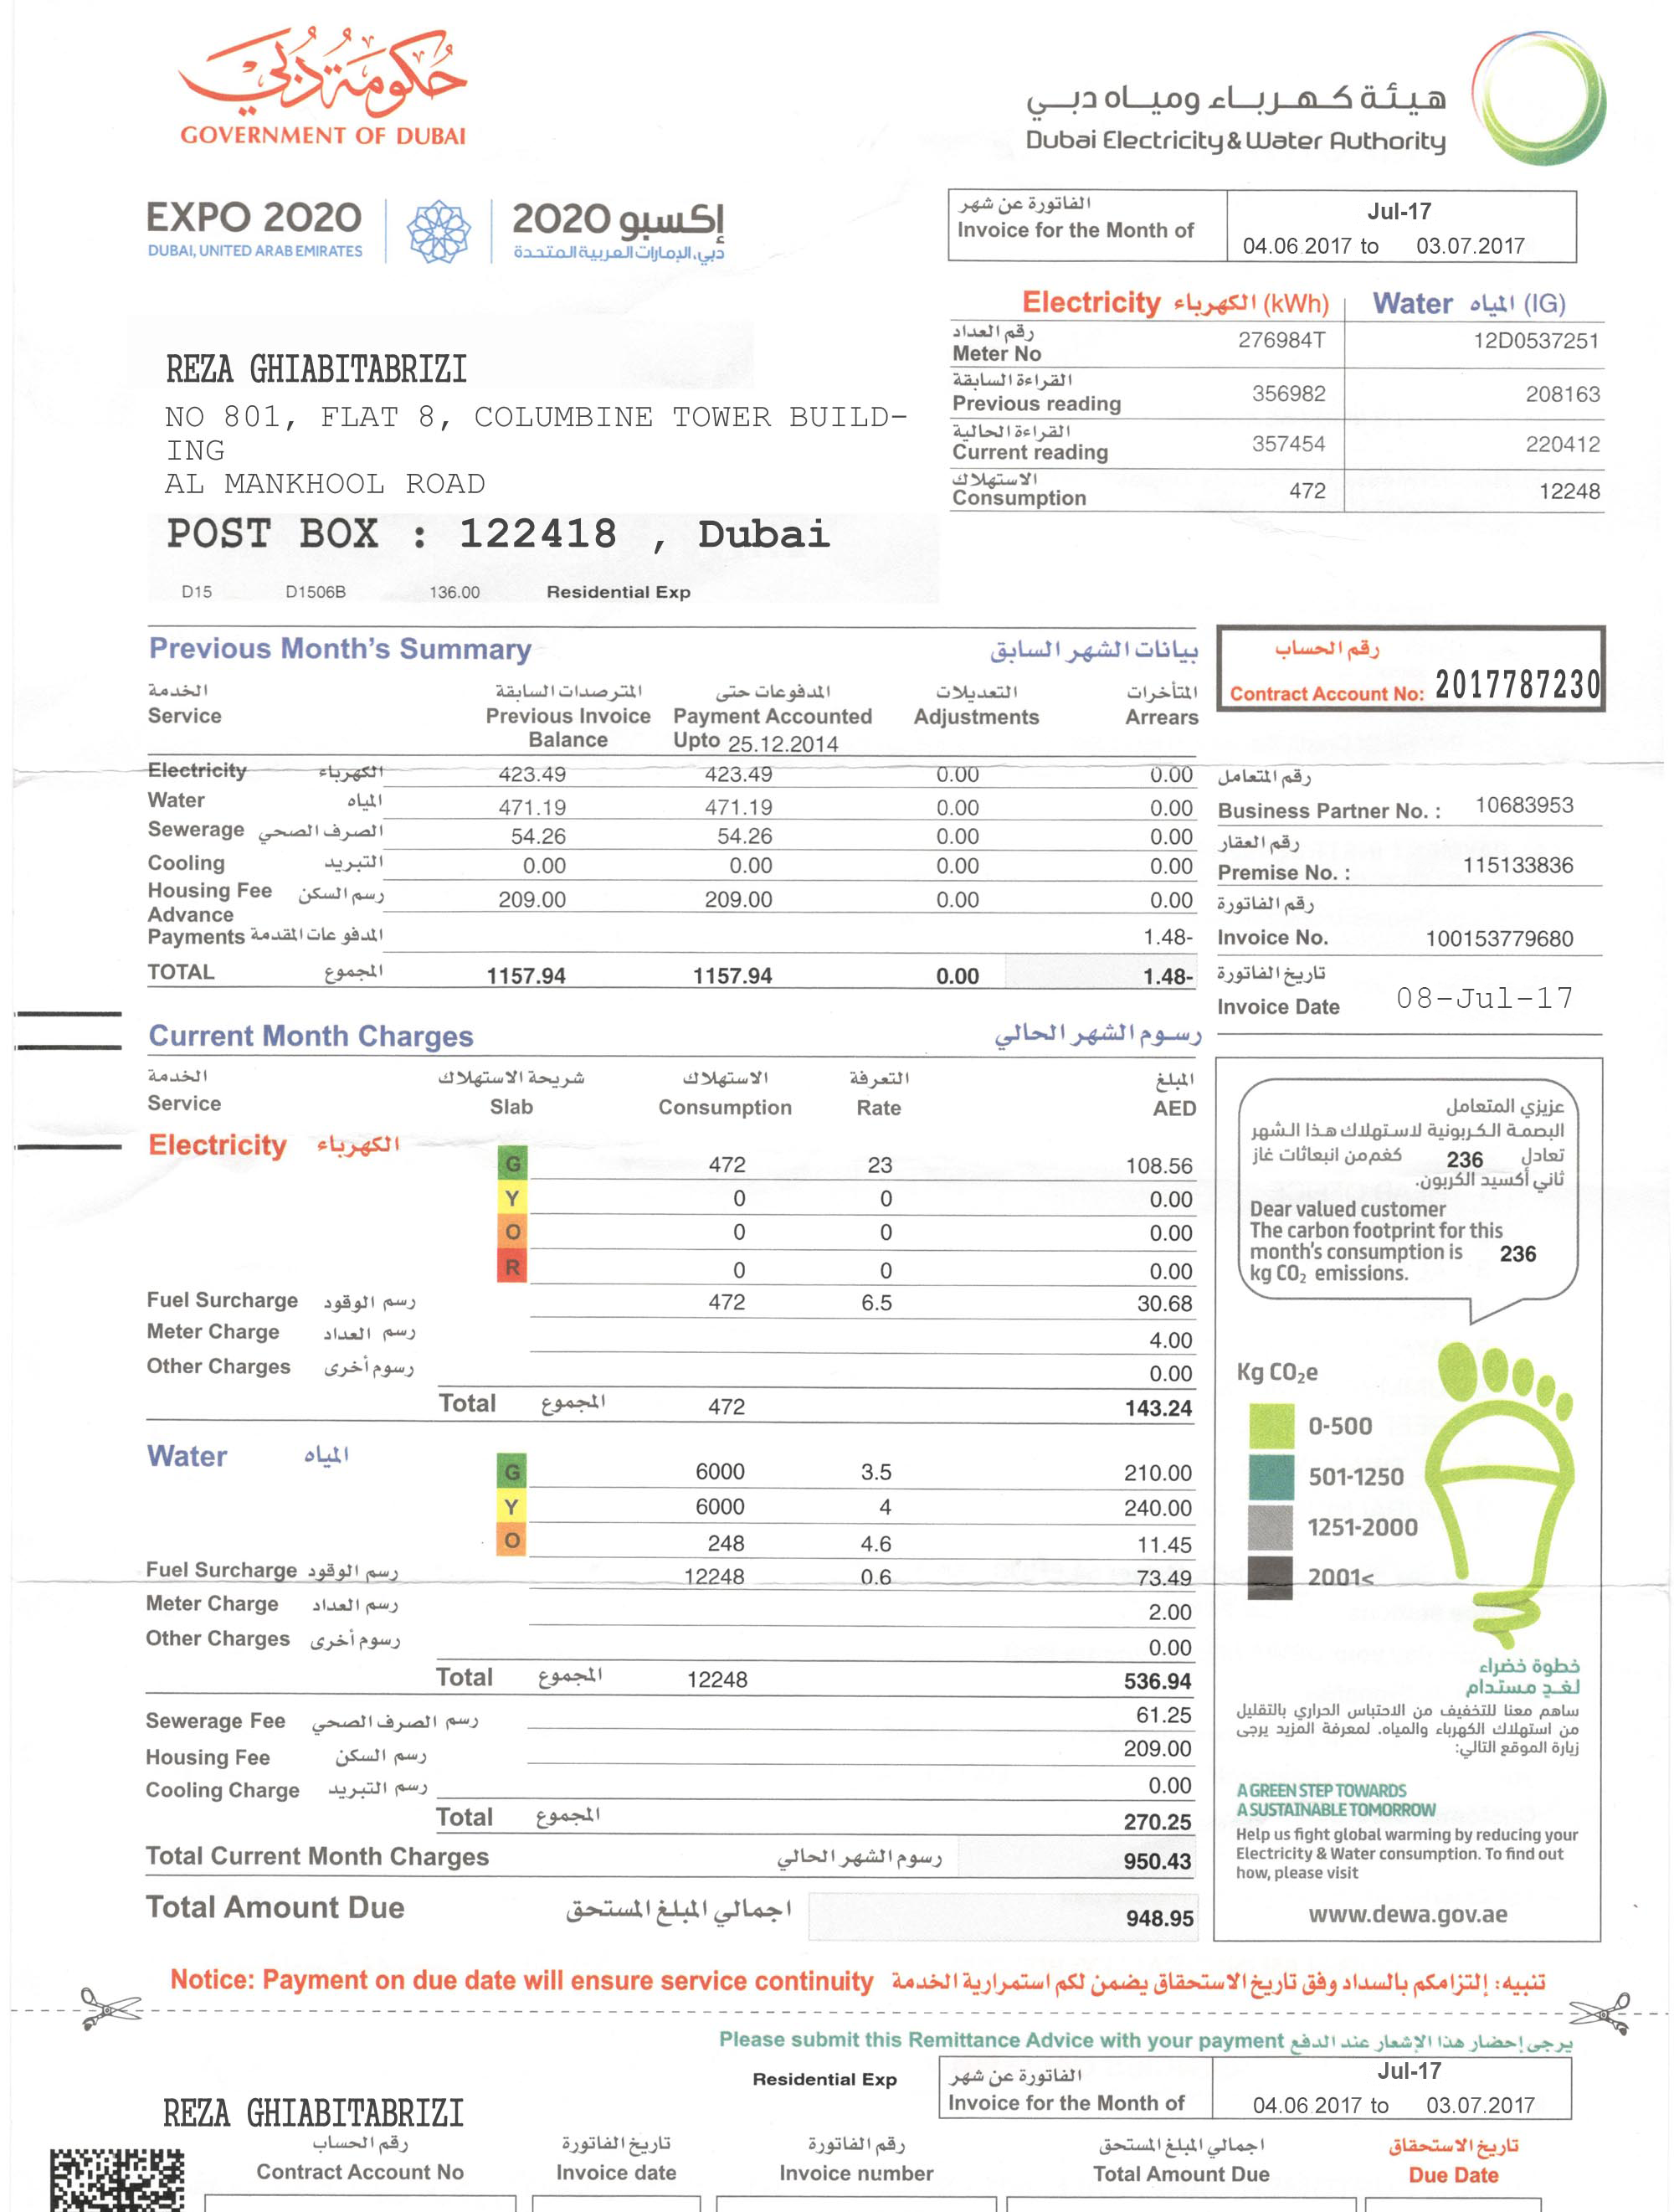 حكومة دبي
GOVERNMENT OF DUBAI
هيئة كهرباء ومياه دبي
Dubai Electricity & Water Authority
EXPO 2020
DUBAI, UNITED ARAB EMIRATES
إكسبو 2020
دبي، الإمارات العربية المتحدة
الفاتورة عن شهر
Invoice for the Month of
Jul-17
04.06 2017 to 03.07.2017
Electricity الكهرباء (kWh) Water المياه (IG)
رقم العداد
Meter No 276984T 12D0537251
القراءة السابقة
Previous reading 356982 208163
القراءة الحالية
Current reading 357454 220412
الاستهلاك
Consumption 472 12248
REZA GHIABITABRIZI
NO 801, FLAT 8, COLUMBINE TOWER BUILD-
ING
AL MANKHOOL ROAD
POST BOX : 122418 , Dubai
D15 D1506B 136.00 Residential Exp
Previous Month's Summary بيانات الشهر السابق
الخدمة المترصدات السابقة المدفوعات حتى التعديلات المتأخرات
Service Previous Invoice Payment Accounted Adjustments Arrears
Balance Upto 25.12.2014
Electricity الكهرباء 423.49 423.49 0.00 0.00
Water المياه 471.19 471.19 0.00 0.00
Sewerage الصرف الصحي 54.26 54.26 0.00 0.00
Cooling التبريد 0.00 0.00 0.00 0.00
Housing Fee رسم السكن 209.00 209.00 0.00 0.00
Advance
Payments المدفوعات المقدمة 1.48-
TOTAL المجموع 1157.94 1157.94 0.00 1.48-
رقم الحساب
Contract Account No: 2017787230
رقم المتعامل
Business Partner No. : 10683953
رقم العقار
Premise No. : 115133836
رقم الفاتورة
Invoice No. 100153779680
تاريخ الفاتورة
Invoice Date 08-Jul-17
Current Month Charges رسوم الشهر الحالي
الخدمة شريحة الاستهلاك الاستهلاك التعرفة المبلغ
Service Slab Consumption Rate AED
Electricity الكهرباء
G 472 23 108.56
Y 0 0 0.00
O 0 0 0.00
R 0 0 0.00
Fuel Surcharge رسم الوقود 472 6.5 30.68
Meter Charge رسم العداد 4.00
Other Charges رسوم أخرى 0.00
Total المجموع 472 143.24
Water المياه
G 6000 3.5 210.00
Y 6000 4 240.00
O 248 4.6 11.45
Fuel Surcharge رسم الوقود 12248 0.6 73.49
Meter Charge رسم العداد 2.00
Other Charges رسوم أخرى 0.00
Total المجموع 12248 536.94
Sewerage Fee رسم الصرف الصحي 61.25
Housing Fee رسم السكن 209.00
Cooling Charge رسم التبريد 0.00
Total المجموع 270.25
Total Current Month Charges رسوم الشهر الحالي 950.43
Total Amount Due اجمالي المبلغ المستحق 948.95
عزيزي المتعامل
البصمة الكربونية لاستهلاك هذا الشهر
تعادل 236 كغم من انبعاثات غاز
ثاني أكسيد الكربون.
Dear valued customer
The carbon footprint for this
month's consumption is 236
kg CO₂ emissions.
Kg CO₂e
0-500
501-1250
1251-2000
2001<
خطوة خضراء
لغد مستدام
ساهم معنا للتخفيف من الاحتباس الحراري بالتقليل
من استهلاك الكهرباء والمياه. لمعرفة المزيد يرجى
زيارة الموقع التالي:
A GREEN STEP TOWARDS
A SUSTAINABLE TOMORROW
Help us fight global warming by reducing your
Electricity & Water consumption. To find out
how, please visit
www.dewa.gov.ae
Notice: Payment on due date will ensure service continuity تنبيه: إلتزامكم بالسداد وفق تاريخ الاستحقاق يضمن لكم استمرارية الخدمة
Please submit this Remittance Advice with your payment يرجى إحضار هذا الإشعار عند الدفع
Residential Exp
الفاتورة عن شهر
Invoice for the Month of
Jul-17
04.06 2017 to 03.07.2017
REZA GHIABITABRIZI
رقم الحساب تاريخ الفاتورة رقم الفاتورة اجمالي المبلغ المستحق تاريخ الاستحقاق
Contract Account No Invoice date Invoice number Total Amount Due Due Date